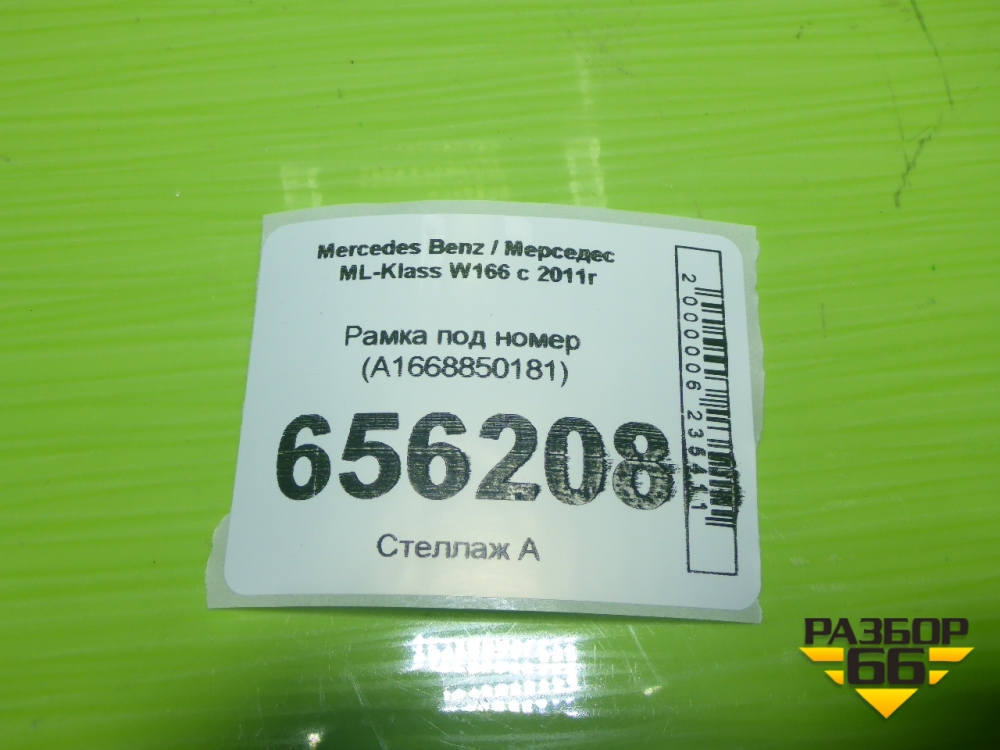 Mercedes Benz / Мерседес
ML-Klass W166 с 2011г
Рамка под номер
(A1668850181)
656208
Стеллаж А
2000006235411
РАЗБОР
66